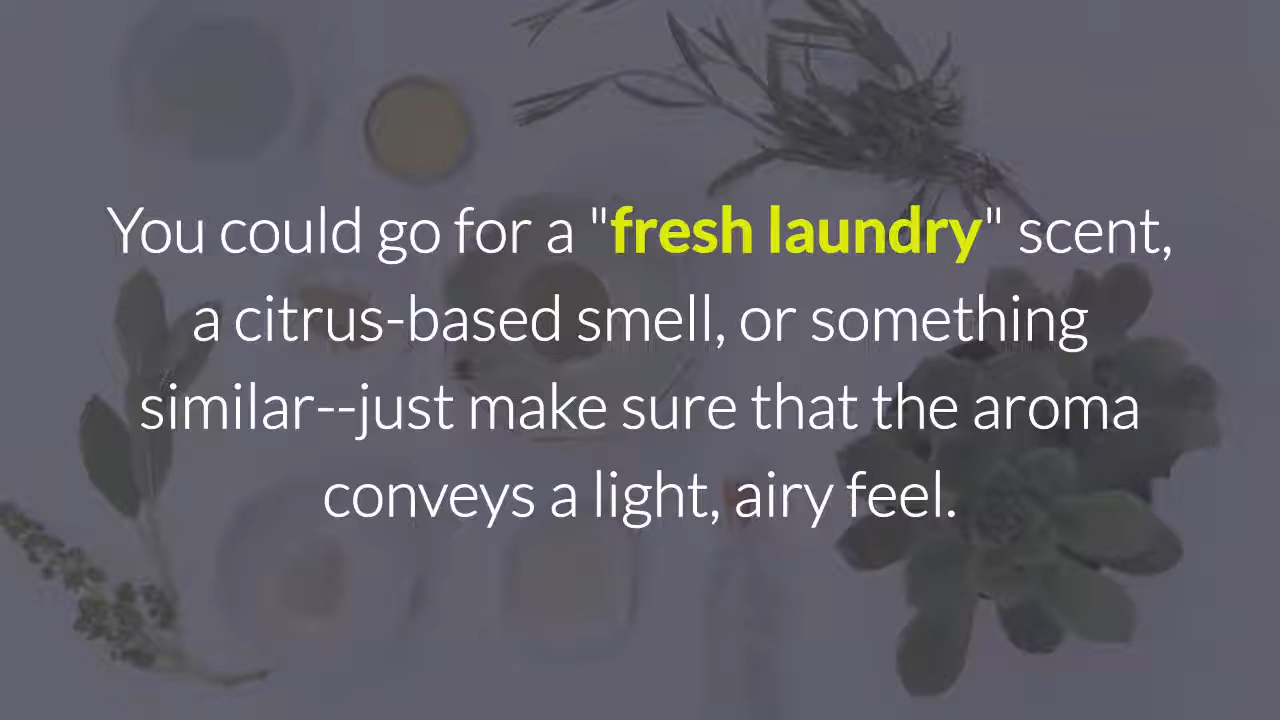 You could go for a "fresh laundry" scent,
a citrus-based smell, or something
similar--just make sure that the aroma
conveys a light, airy feel.